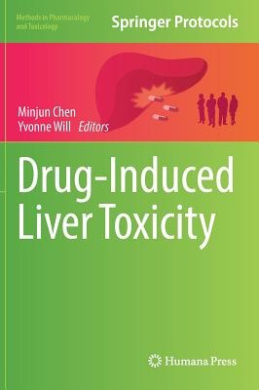 Methods in Pharmacology
and Toxicology
Springer Protocols
Minjun Chen
Yvonne Will Editors
Drug-Induced
Liver Toxicity
Humana Press